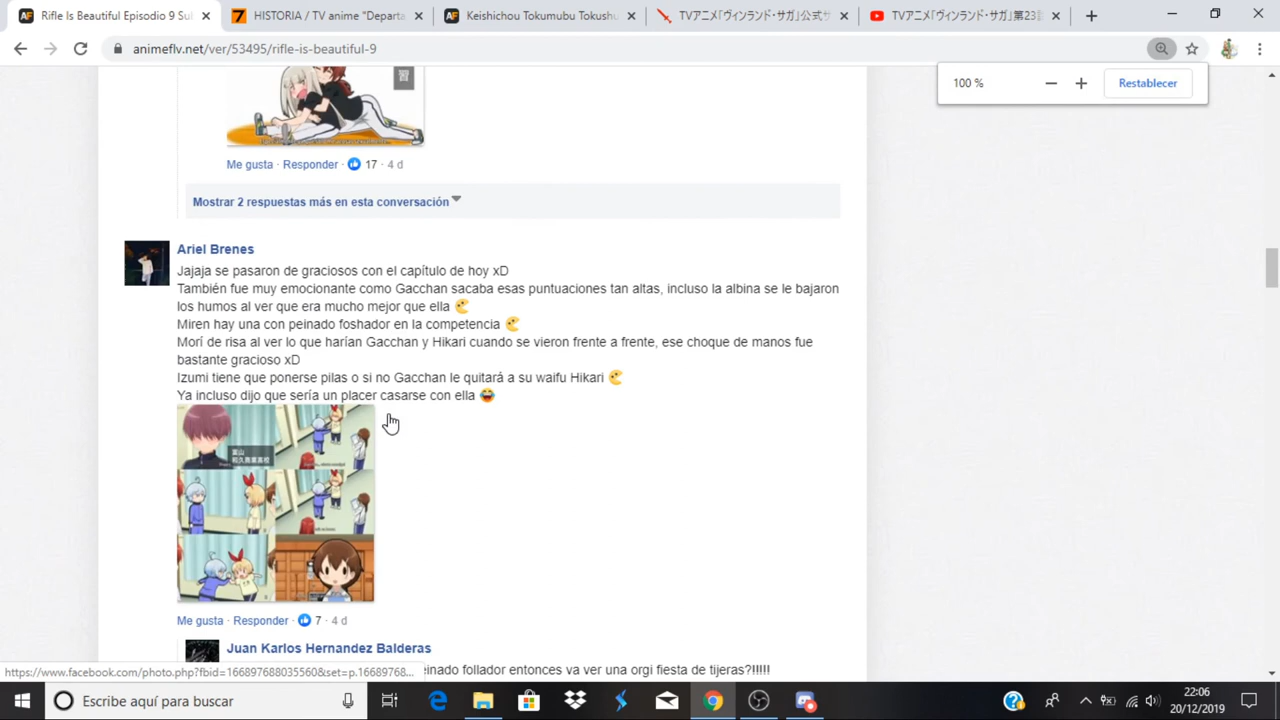 Rifle Is Beautiful Episodio 9 Sub
HISTORIA / TV anime "Departa
Keishichou Tokumubu Tokushu
TVアニメ「ヴィンランド・サガ」公式サ
TVアニメ「ヴィンランド・サガ」第23話
animeflv.net/ver/53495/rifle-is-beautiful-9
100 %
Restablecer
習
Me gusta · Responder · 17 · 4 d
Mostrar 2 respuestas más en esta conversación
Ariel Brenes
Jajaja se pasaron de graciosos con el capítulo de hoy xD
También fue muy emocionante como Gacchan sacaba esas puntuaciones tan altas, incluso la albina se le bajaron
los humos al ver que era mucho mejor que ella
Miren hay una con peinado foshador en la competencia
Morí de risa al ver lo que harían Gacchan y Hikari cuando se vieron frente a frente, ese choque de manos fue
bastante gracioso xD
Izumi tiene que ponerse pilas o si no Gacchan le quitará a su waifu Hikari
Ya incluso dijo que sería un placer casarse con ella
富山
Me gusta · Responder · 7 · 4 d
Juan Karlos Hernandez Balderas
einado follador entonces va ver una orgi fiesta de tijeras?!!!!!
https://www.facebook.com/photo.php?fbid=166897688035560&set=p.16689768...
Escribe aquí para buscar
22:06
20/12/2019